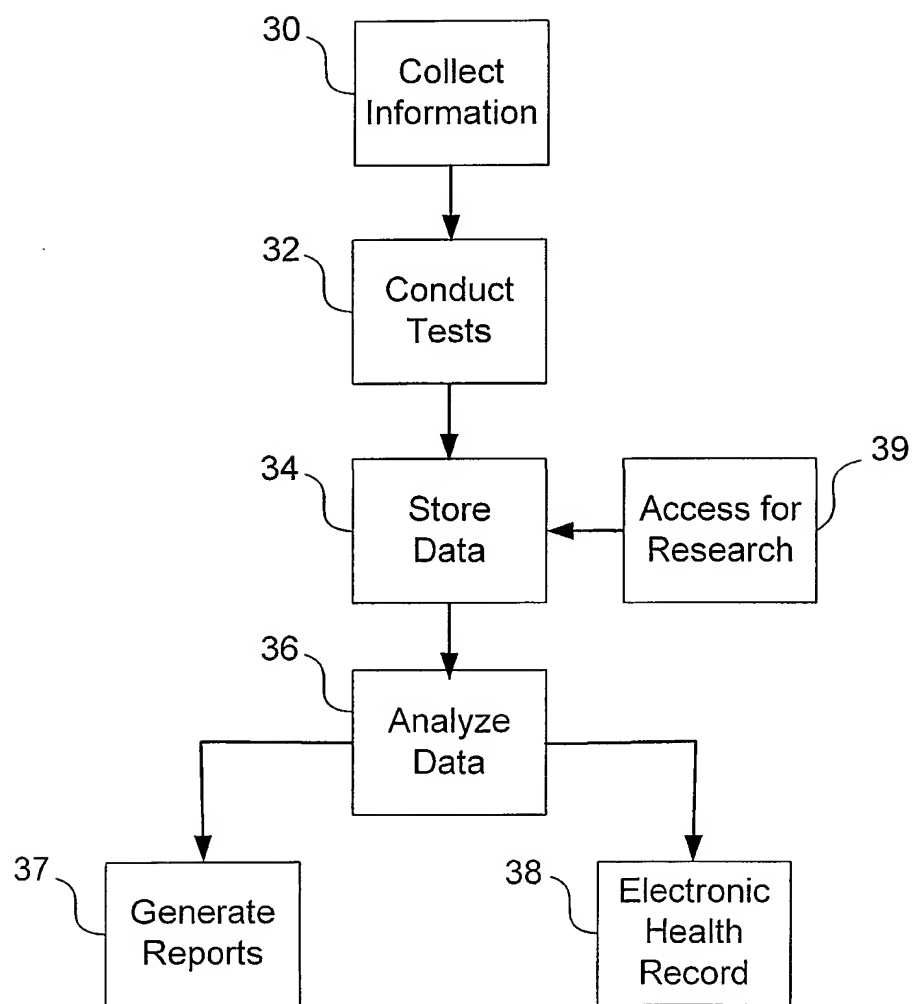 30
Collect
Information
32
Conduct
Tests
34
Store
Data
39
Access for
Research
36
Analyze
Data
37
Generate
Reports
38
Electronic
Health
Record